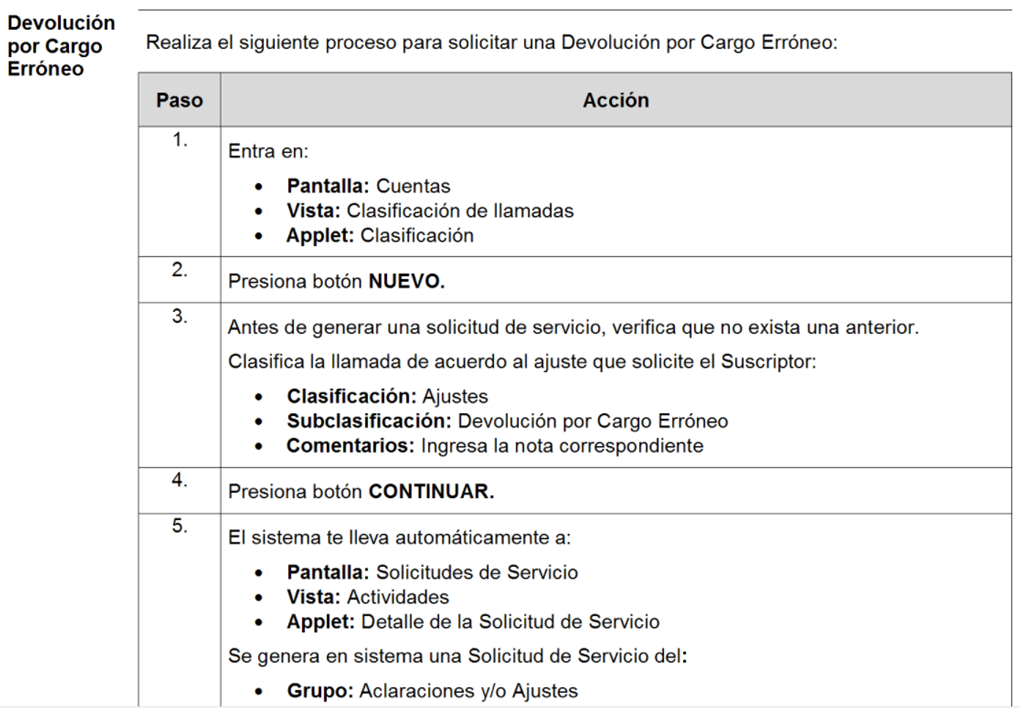 Devolución
por Cargo
Erróneo
Realiza el siguiente proceso para solicitar una Devolución por Cargo Erróneo:
Paso Acción
1.
Entra en:
• Pantalla: Cuentas
• Vista: Clasificación de llamadas
• Applet: Clasificación
2.
Presiona botón NUEVO.
3.
Antes de generar una solicitud de servicio, verifica que no exista una anterior.
Clasifica la llamada de acuerdo al ajuste que solicite el Suscriptor:
• Clasificación: Ajustes
• Subclasificación: Devolución por Cargo Erróneo
• Comentarios: Ingresa la nota correspondiente
4.
Presiona botón CONTINUAR.
5.
El sistema te lleva automáticamente a:
• Pantalla: Solicitudes de Servicio
• Vista: Actividades
• Applet: Detalle de la Solicitud de Servicio
Se genera en sistema una Solicitud de Servicio del:
• Grupo: Aclaraciones y/o Ajustes